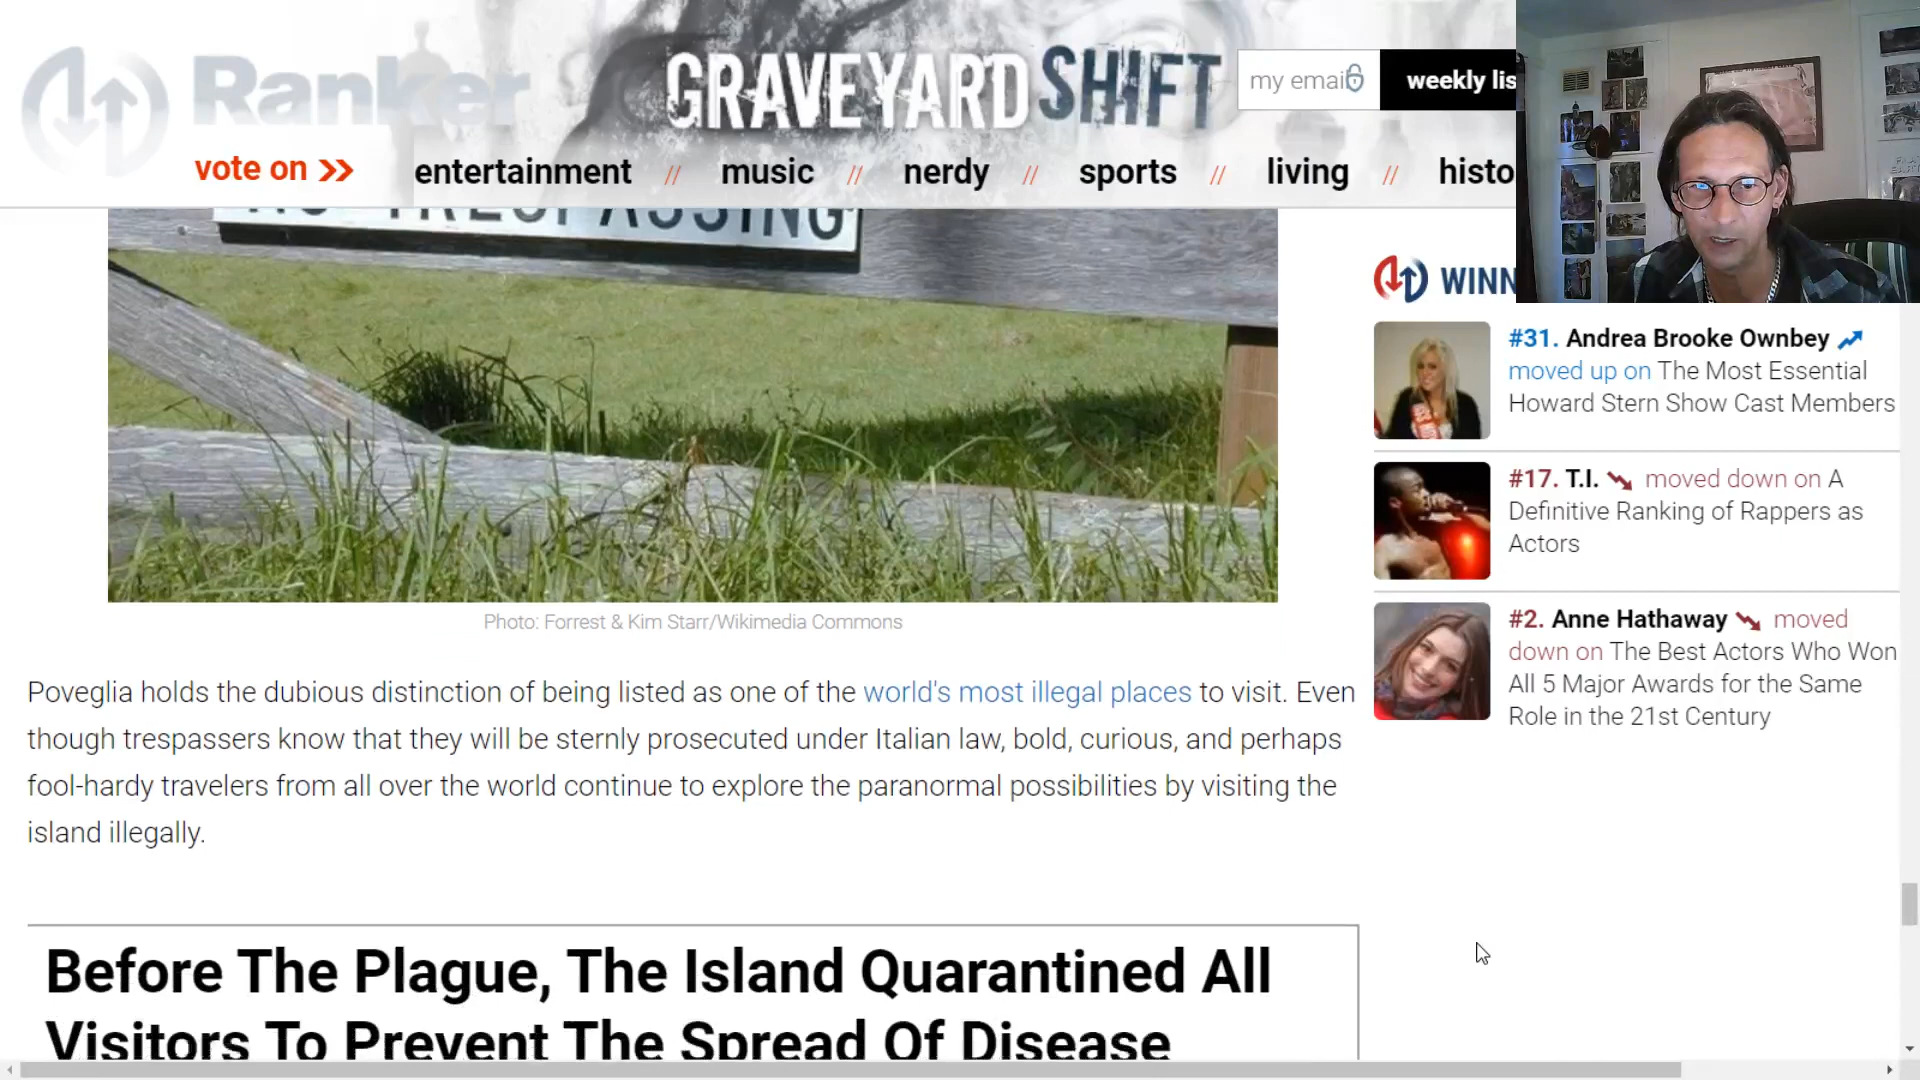 Ranker
GRAVEYARD SHIFT
my email
weekly lis
vote on >>
entertainment // music // nerdy // sports // living // histo
NO TRESPASSING
Photo: Forrest & Kim Starr/Wikimedia Commons
Poveglia holds the dubious distinction of being listed as one of the world's most illegal places to visit. Even
though trespassers know that they will be sternly prosecuted under Italian law, bold, curious, and perhaps
fool-hardy travelers from all over the world continue to explore the paranormal possibilities by visiting the
island illegally.
Before The Plague, The Island Quarantined All
Visitors To Prevent The Spread Of Disease
WINN
#31. Andrea Brooke Ownbey
moved up on The Most Essential
Howard Stern Show Cast Members
#17. T.I. moved down on A
Definitive Ranking of Rappers as
Actors
#2. Anne Hathaway moved
down on The Best Actors Who Won
All 5 Major Awards for the Same
Role in the 21st Century